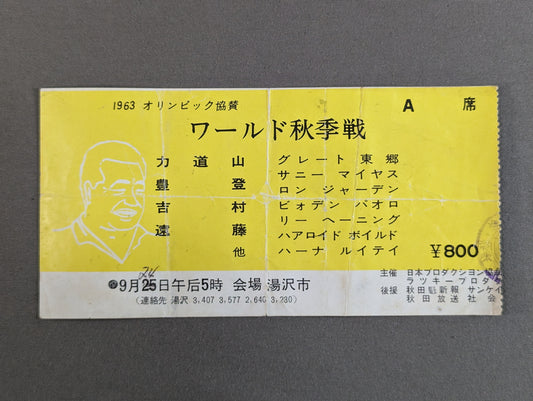 1963 オリンピック協賛
A 席
ワールド秋季戦
力道山
豊登
吉村
遠藤
他
グレート東郷
サニー マイヤス
ロン ジャーデン
ビォデン パオロ
リー ヘーニング
ハアロイド ボイルド
ハーナ ルイテイ
¥800
24
9月25日午后5時 会場 湯沢市
(連絡先 湯沢 3,407 3,577 2,640 3,230)
主催 日本プロダクション協会
ラッキープロダ
後援 秋田魁新報 サンケイ
秋田放送社会